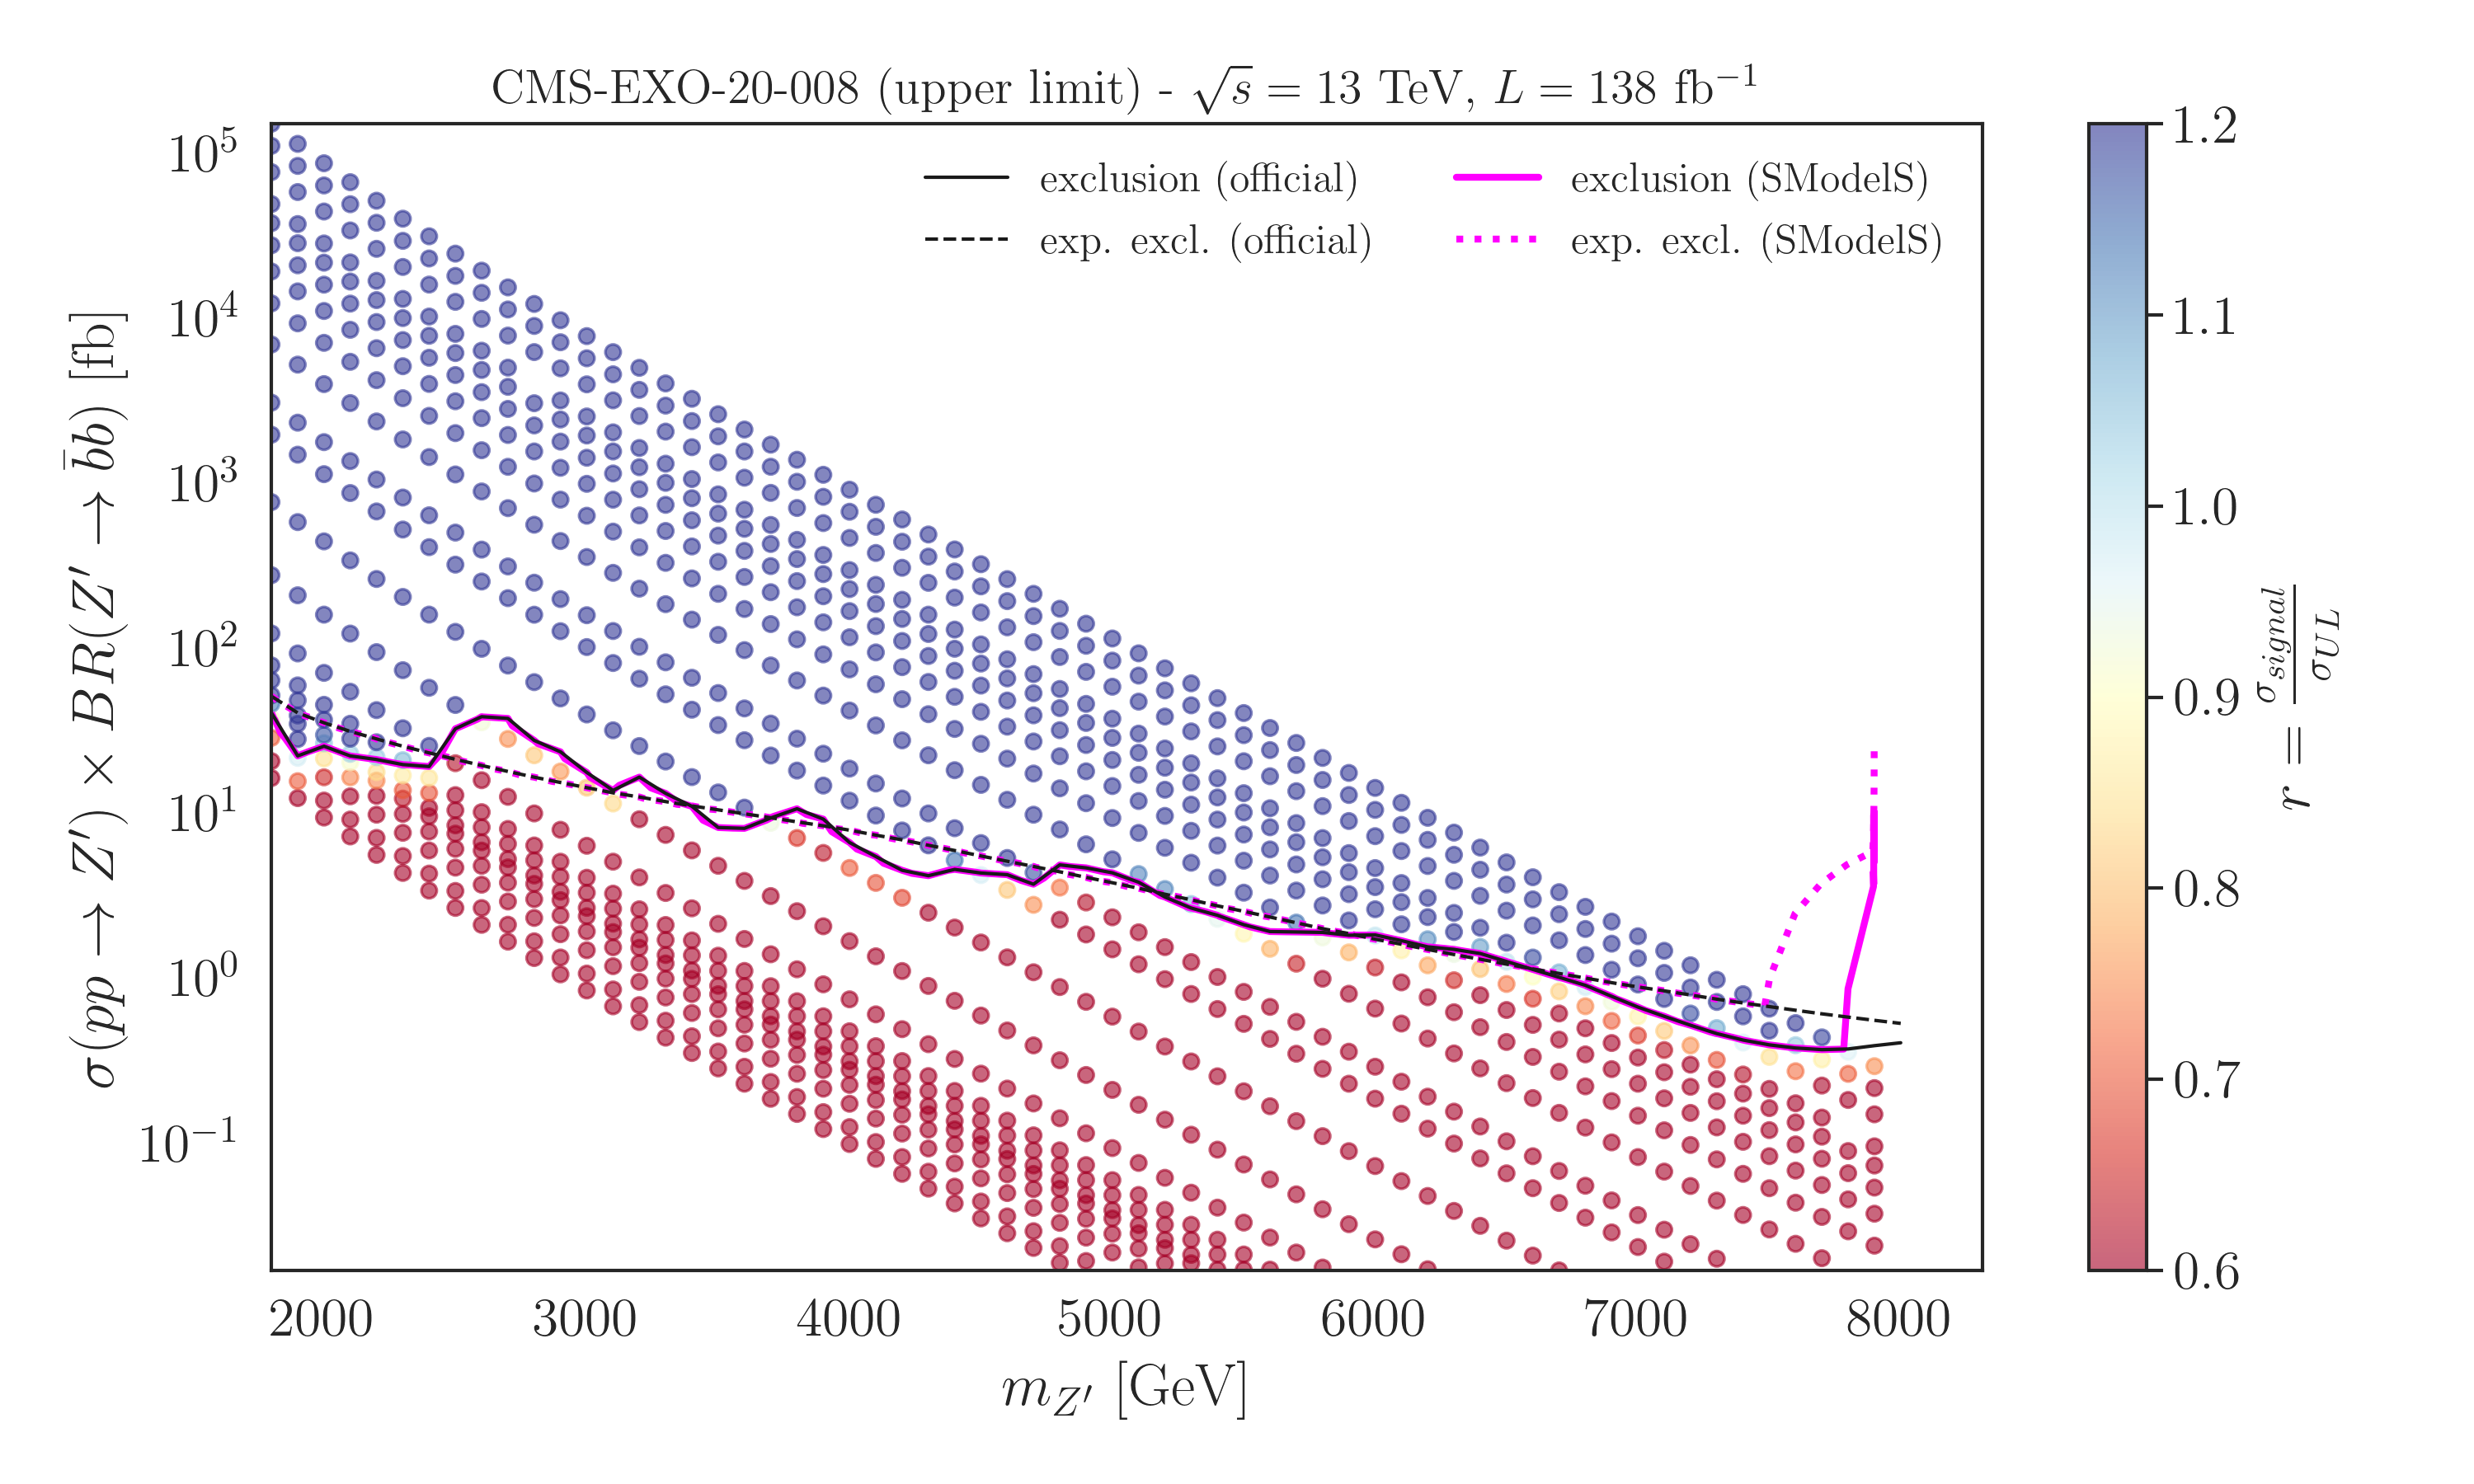 CMS-EXO-20-008 (upper limit) - √s = 13 TeV, L = 138 fb⁻¹
exclusion (official)
exp. excl. (official)
exclusion (SModelS)
exp. excl. (SModelS)
σ(pp → Z′) × BR(Z′ → b̄b) [fb]
10⁵
10⁴
10³
10²
10¹
10⁰
10⁻¹
2000 3000 4000 5000 6000 7000 8000
m_Z′ [GeV]
1.2
1.1
1.0
0.9
0.8
0.7
0.6
r = σ_signal / σ_UL